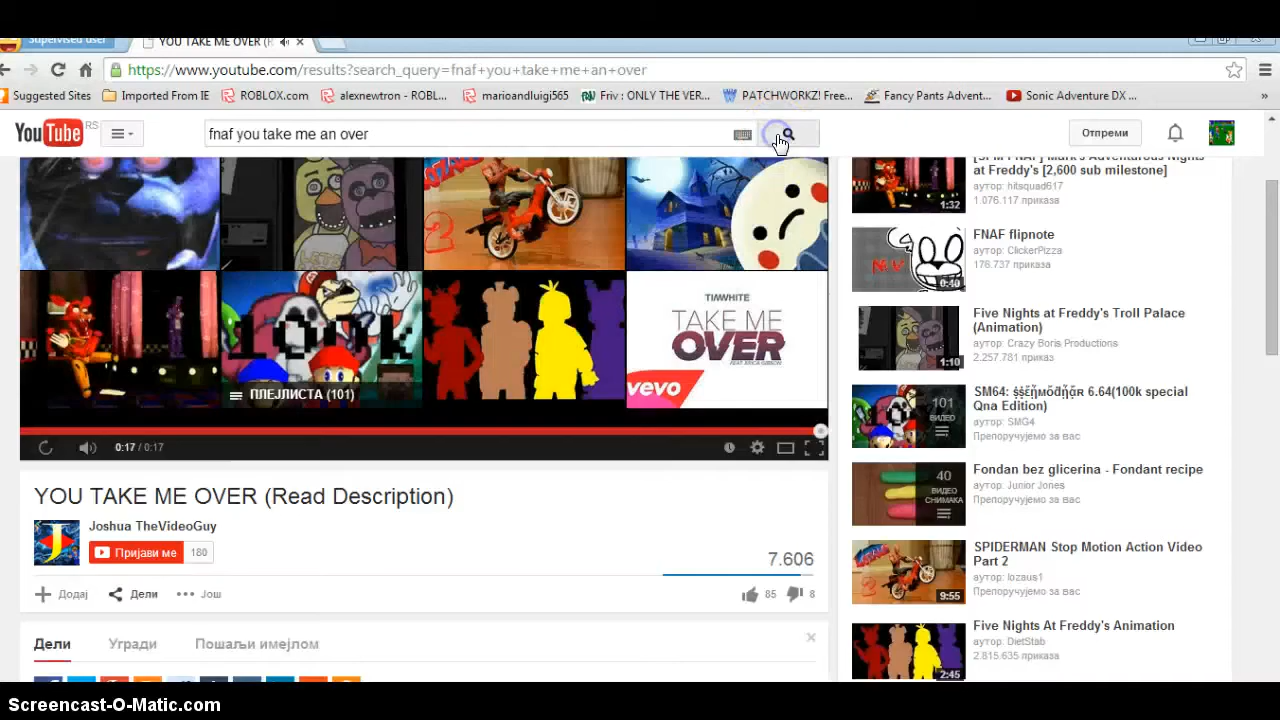 Supervised user
YOU TAKE ME OVER (R
https://www.youtube.com/results?search_query=fnaf+you+take+me+an+over
Suggested Sites
Imported From IE
ROBLOX.com
alexnewtron - ROBL...
marioandluigi565
Friv : ONLY THE VER...
PATCHWORKZ! Free...
Fancy Pants Advent...
Sonic Adventure DX ...
»
YouTube RS
fnaf you take me an over
Отпреми
2
TIMWHITE
TAKE ME
OVER
vevo
ПЛЕЈЛИСТА (101)
0:17 / 0:17
YOU TAKE ME OVER (Read Description)
Joshua TheVideoGuy
Пријави ме 180
7.606
Додај
Дели
Још
85
8
Дели
Угради
Пошаљи имејлом
[SFM FNAF] Mark's Adventurous Nights
at Freddy's [2,600 sub milestone]
аутор: hitsquad617
1.076.117 приказа
1:32
FNAF flipnote
аутор: ClickerPizza
176.737 приказа
0:40
Five Nights at Freddy's Troll Palace
(Animation)
аутор: Crazy Boris Productions
2.257.781 приказа
1:10
6.64(100k special
Qna Edition)
аутор: SMG4
Препоручујемо за вас
101
ВИДЕО
Fondan bez glicerina - Fondant recipe
аутор: Junior Jones
Препоручујемо за вас
40
ВИДЕО
СНИМАКА
SPIDERMAN Stop Motion Action Video
Part 2
аутор: lozaus1
Препоручујемо за вас
9:55
Five Nights At Freddy's Animation
аутор: DietStab
2.815.635 приказа
2:45
Screencast-O-Matic.com